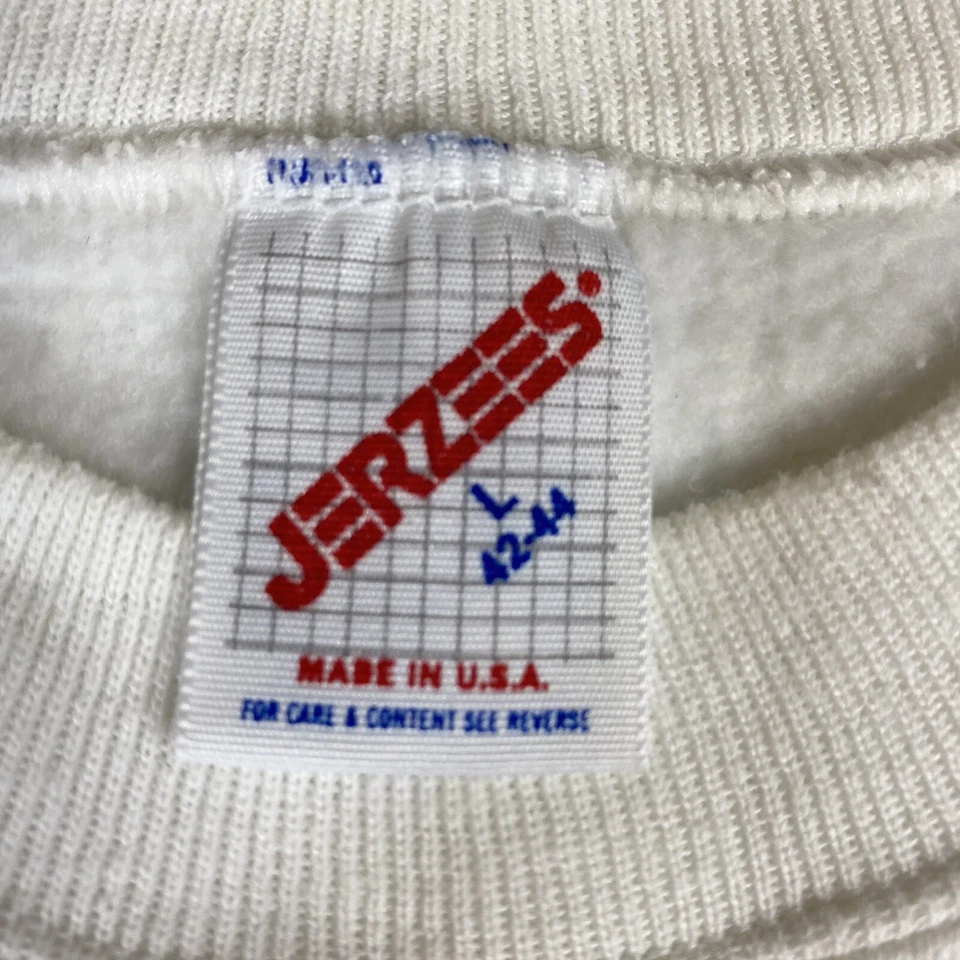 JERZEES
L
42-44
MADE IN U.S.A.
FOR CARE & CONTENT SEE REVERSE